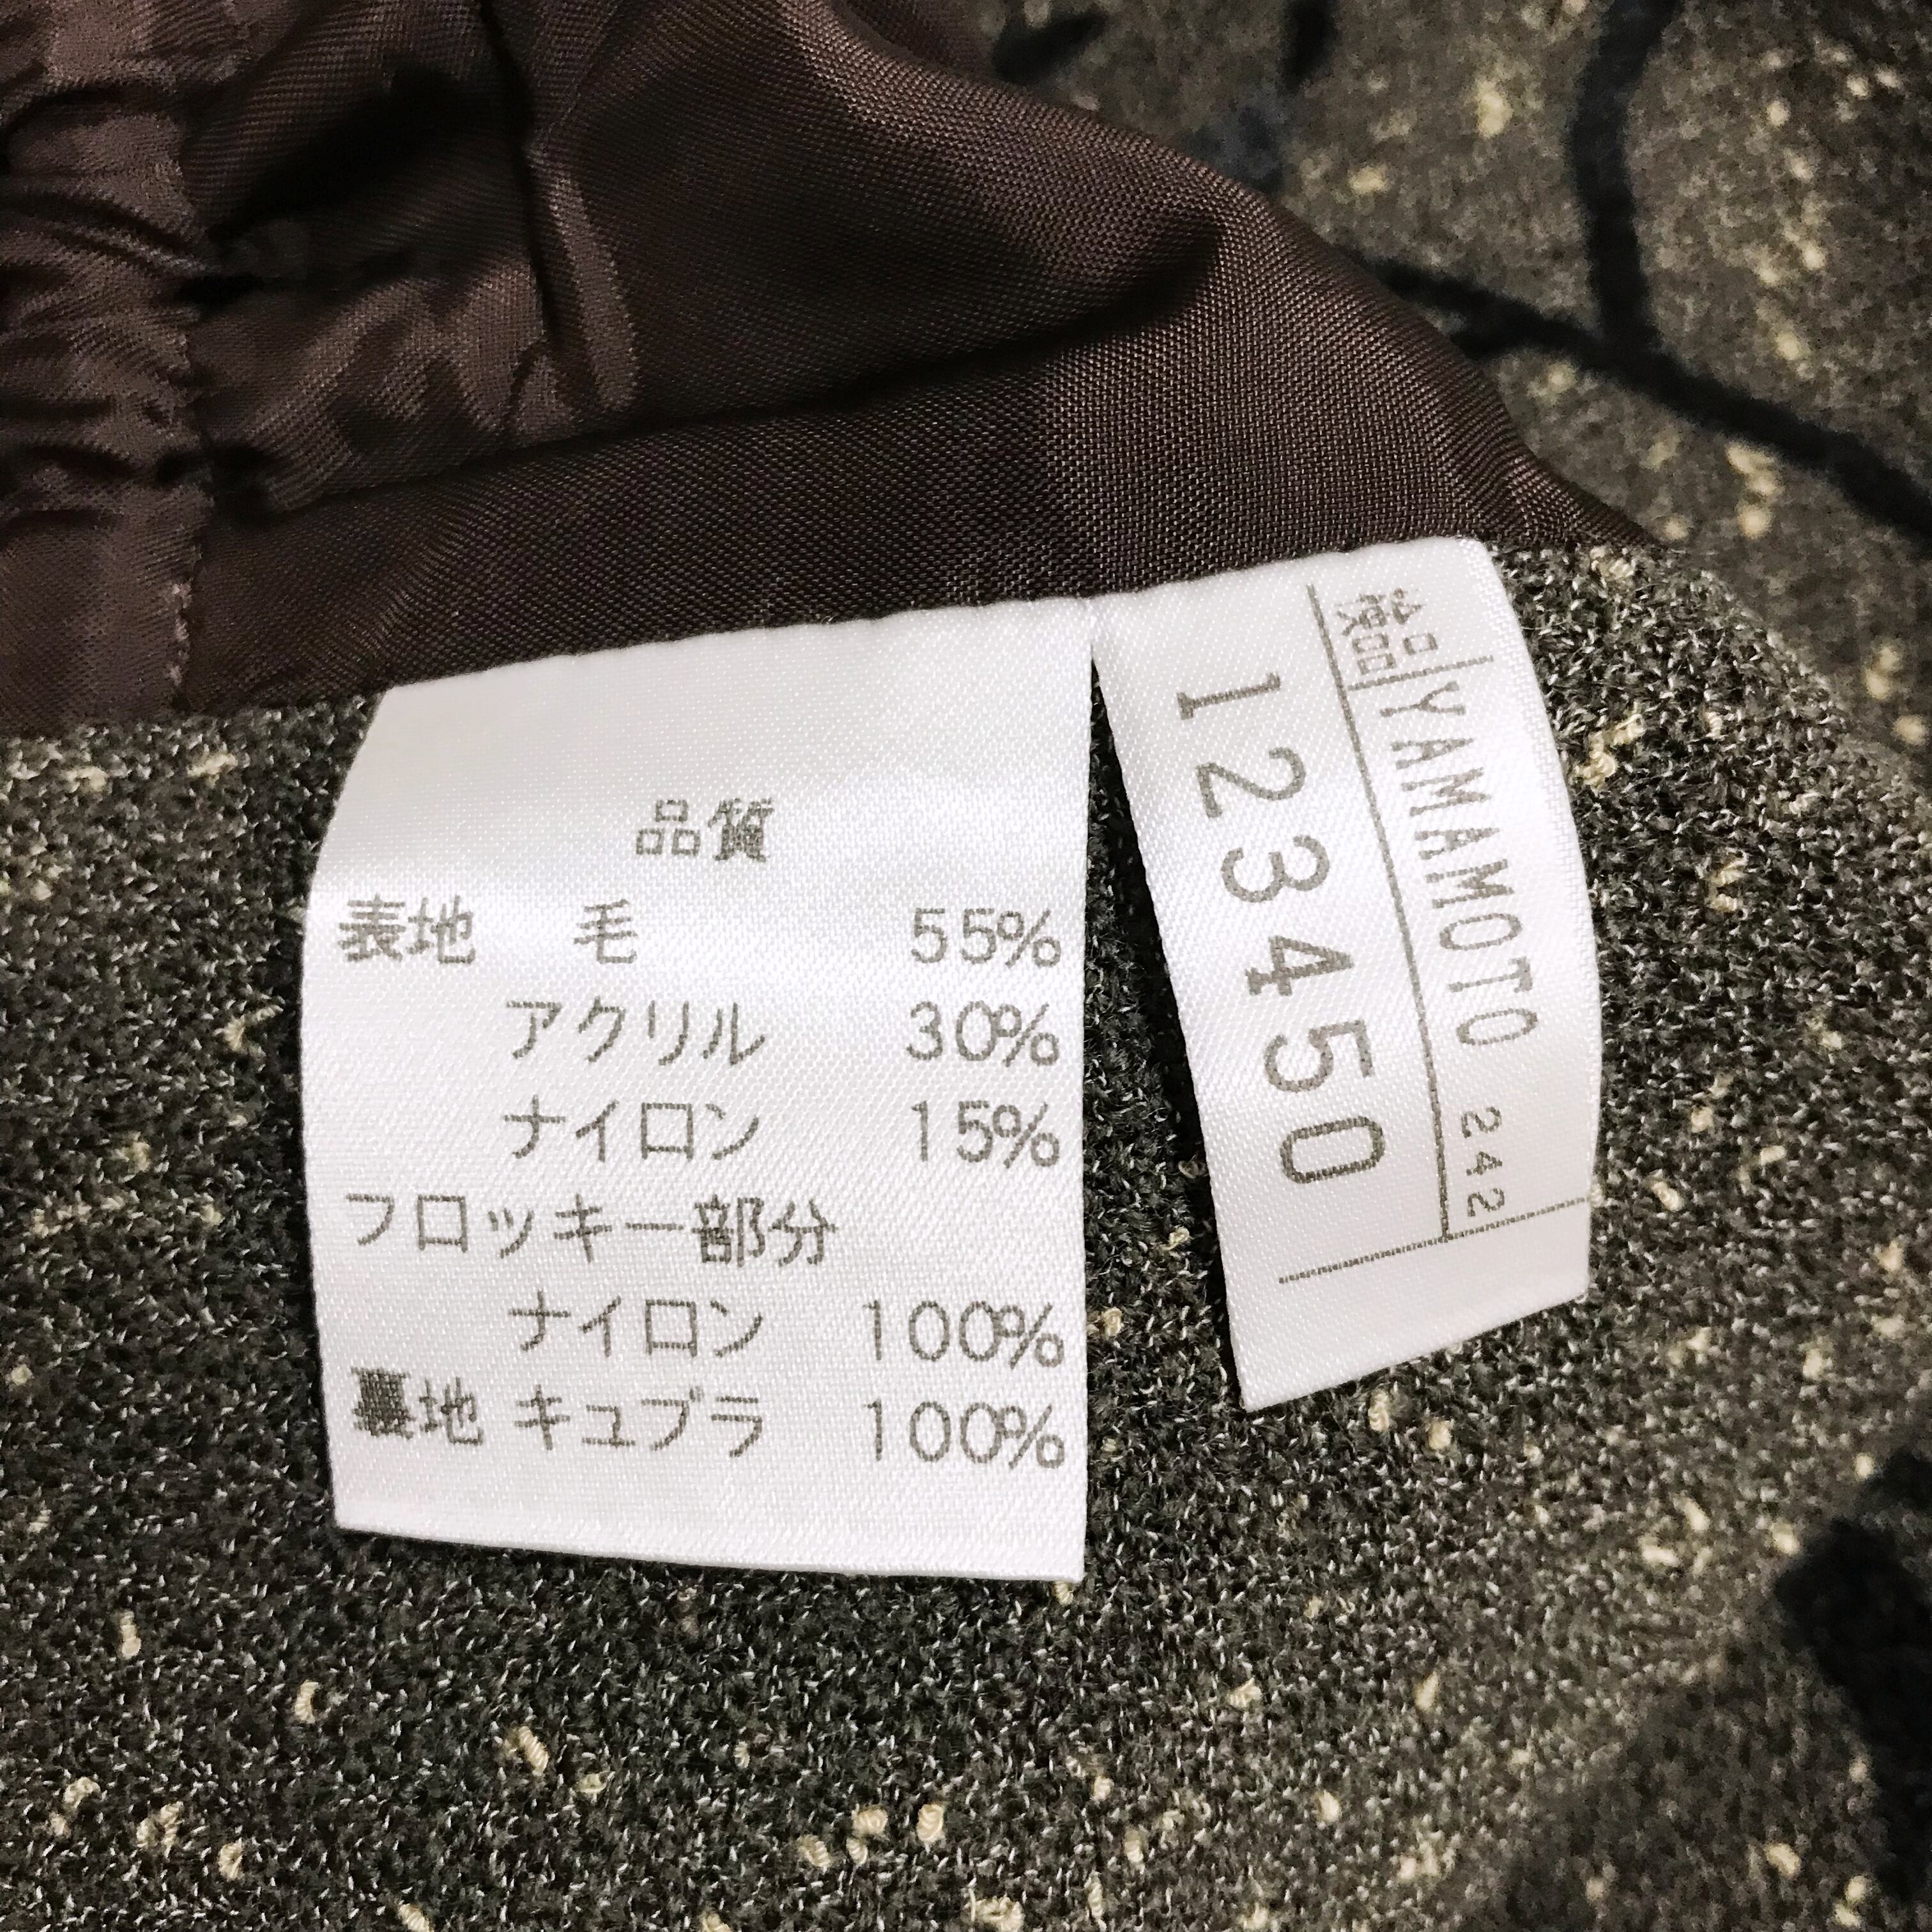 品質
表地 毛 55%
アクリル 30%
ナイロン 15%
フロッキー部分
ナイロン 100%
裏地 キュプラ 100%
検品 YAMAMOTO 242
123450